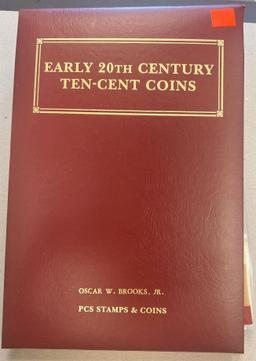 EARLY 20TH CENTURY
TEN-CENT COINS
OSCAR W. BROOKS, JR.
PCS STAMPS & COINS